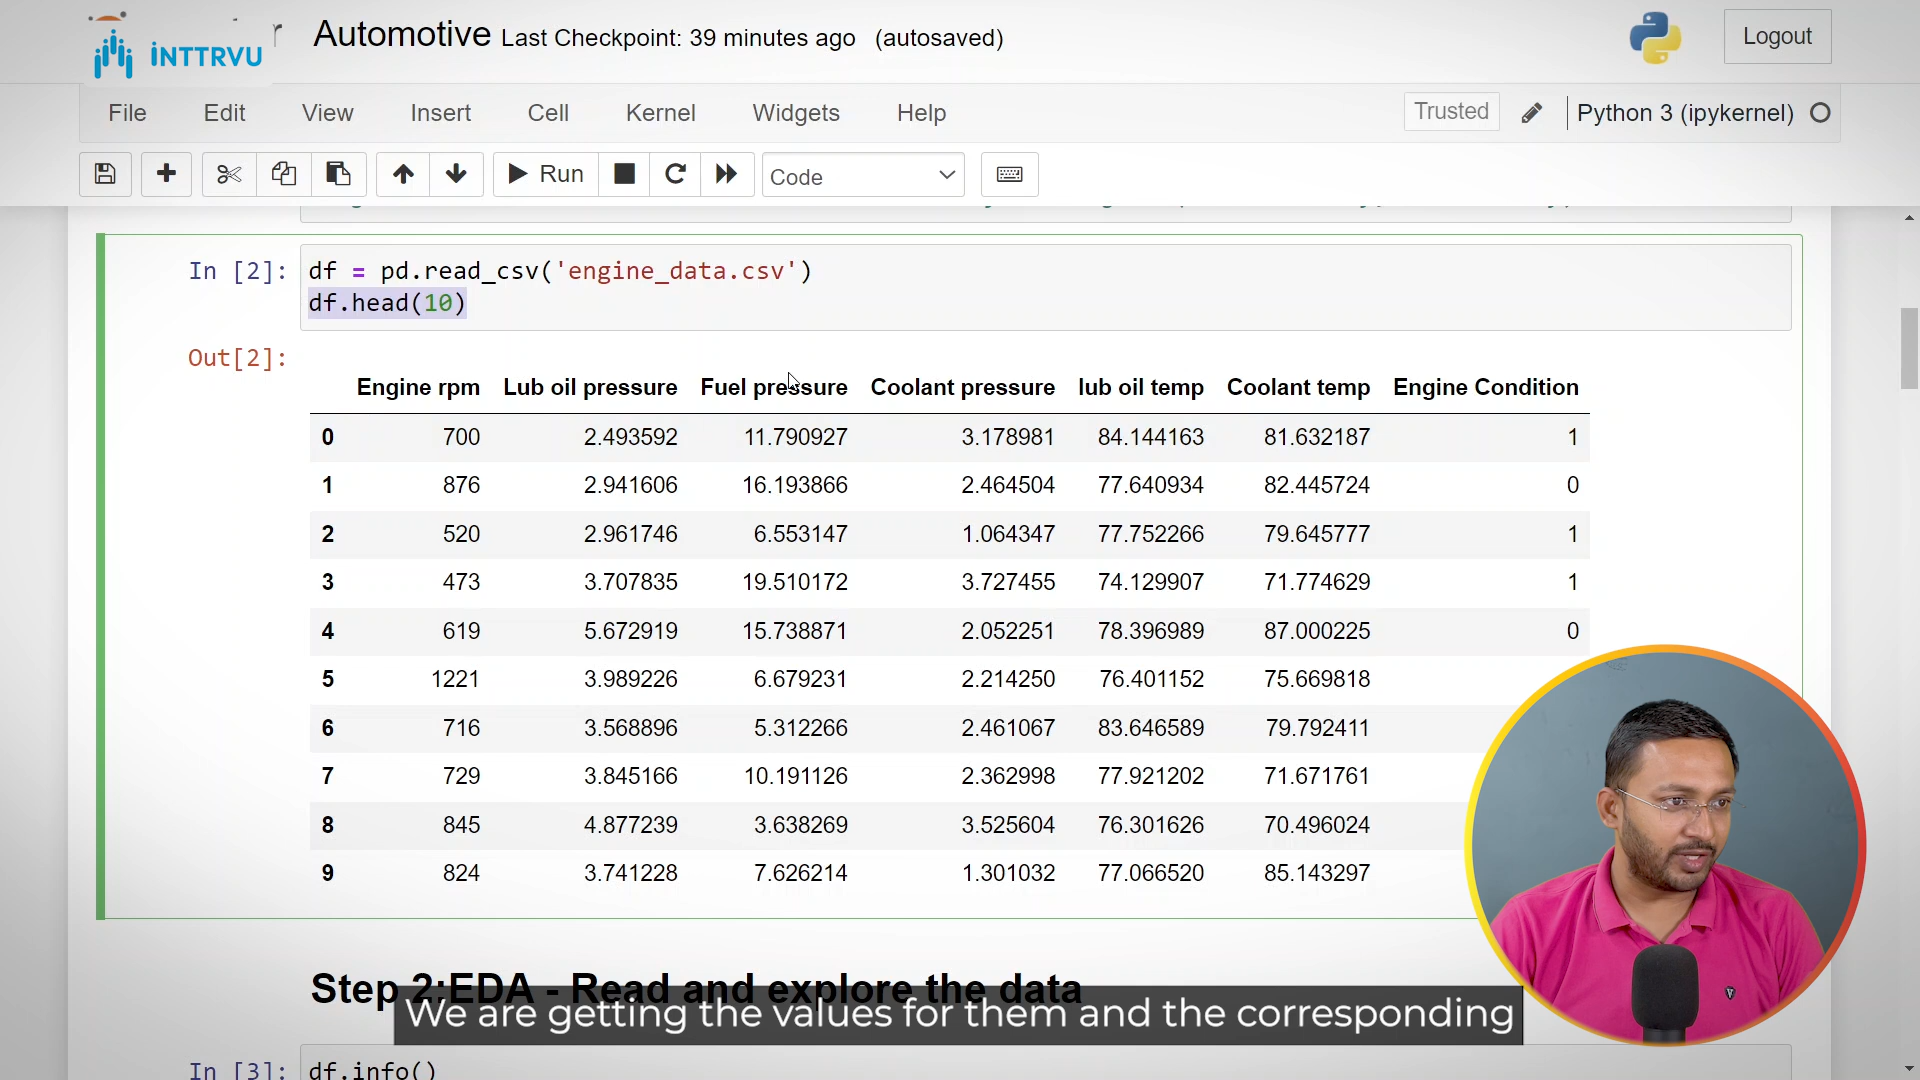 iNTTRVU
Automotive Last Checkpoint: 39 minutes ago (autosaved)
Logout
File Edit View Insert Cell Kernel Widgets Help
Trusted
Python 3 (ipykernel)
Run
Code
In [2]: df = pd.read_csv('engine_data.csv')
df.head(10)
Out[2]:
Engine rpm Lub oil pressure Fuel pressure Coolant pressure lub oil temp Coolant temp Engine Condition
0 700 2.493592 11.790927 3.178981 84.144163 81.632187 1
1 876 2.941606 16.193866 2.464504 77.640934 82.445724 0
2 520 2.961746 6.553147 1.064347 77.752266 79.645777 1
3 473 3.707835 19.510172 3.727455 74.129907 71.774629 1
4 619 5.672919 15.738871 2.052251 78.396989 87.000225 0
5 1221 3.989226 6.679231 2.214250 76.401152 75.669818
6 716 3.568896 5.312266 2.461067 83.646589 79.792411
7 729 3.845166 10.191126 2.362998 77.921202 71.671761
8 845 4.877239 3.638269 3.525604 76.301626 70.496024
9 824 3.741228 7.626214 1.301032 77.066520 85.143297
Step 2:EDA - Read and explore the data
We are getting the values for them and the corresponding
In [3]: df.info()